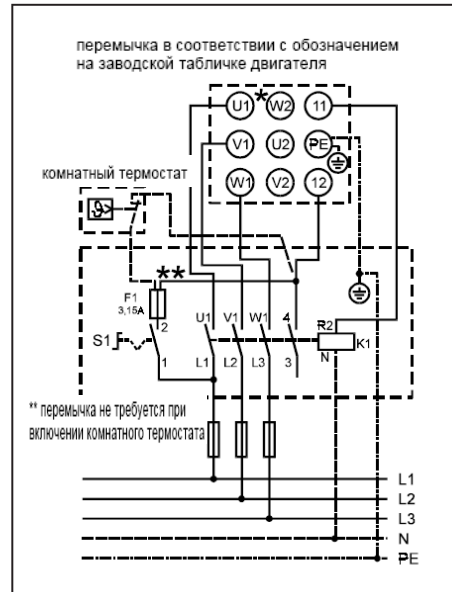 перемычка в соответствии с обозначением
на заводской табличке двигателя
U1 * W2 11
V1 U2 PE
W1 V2 12
комнатный термостат
**
F1
3,15A
U1 V1 W1 4 R2
2
S1
K1
N
1 L1 L2 L3 3
** перемычка не требуется при
включении комнатного термостата
L1
L2
L3
N
PE